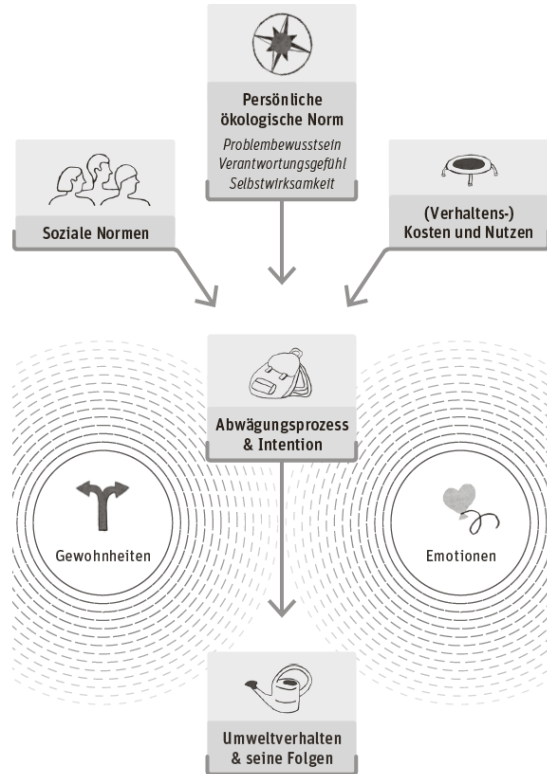 Persönliche
ökologische Norm
Problembewusstsein
Verantwortungsgefühl
Selbstwirksamkeit
Soziale Normen
(Verhaltens-)
Kosten und Nutzen
Abwägungsprozess
& Intention
Gewohnheiten
Emotionen
Umweltverhalten
& seine Folgen